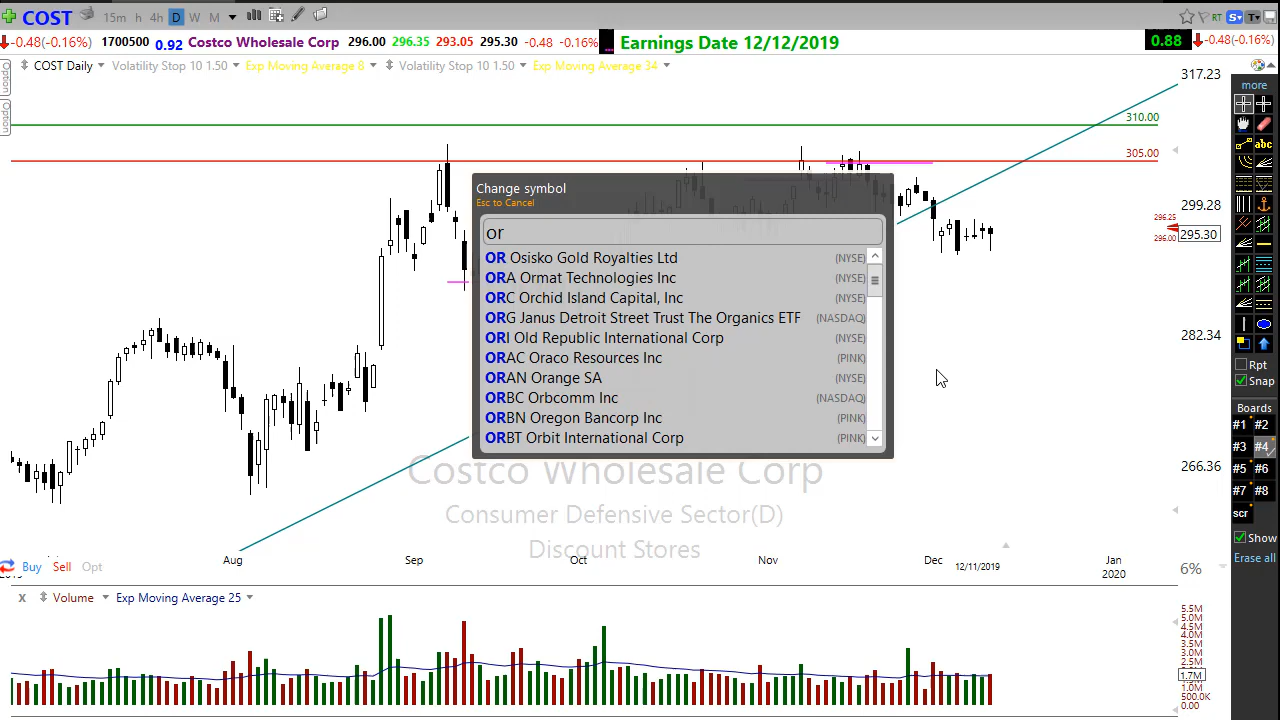 COST 15m h 4h D W M RT S T
-0.48(-0.16%) 1700500 0.92 Costco Wholesale Corp 296.00 296.35 293.05 295.30 -0.48 -0.16% Earnings Date 12/12/2019 0.88 -0.48(-0.16%)
COST Daily Volatility Stop 10 1.50 Exp Moving Average 8 Volatility Stop 10 1.50 Exp Moving Average 34
Option
Option
317.23
310.00
305.00
299.28
296.25
295.30
296.00
282.34
266.36
6%
more
abc
Rpt
Snap
Boards
#1 #2
#3 #4
#5 #6
#7 #8
scr
Show
Erase all
Change symbol
Esc to Cancel
or
OR Osisko Gold Royalties Ltd (NYSE)
ORA Ormat Technologies Inc (NYSE)
ORC Orchid Island Capital, Inc (NYSE)
ORG Janus Detroit Street Trust The Organics ETF (NASDAQ)
ORI Old Republic International Corp (NYSE)
ORAC Oraco Resources Inc (PINK)
ORAN Orange SA (NYSE)
ORBC Orbcomm Inc (NASDAQ)
ORBN Oregon Bancorp Inc (PINK)
ORBT Orbit International Corp (PINK)
Costco Wholesale Corp
Consumer Defensive Sector(D)
Discount Stores
Aug Sep Oct Nov Dec 12/11/2019 Jan
2020
Buy Sell Opt
X Volume Exp Moving Average 25
5.5M
5.0M
4.5M
4.0M
3.5M
3.0M
2.5M
1.7M
1.0M
500.0K
0.00